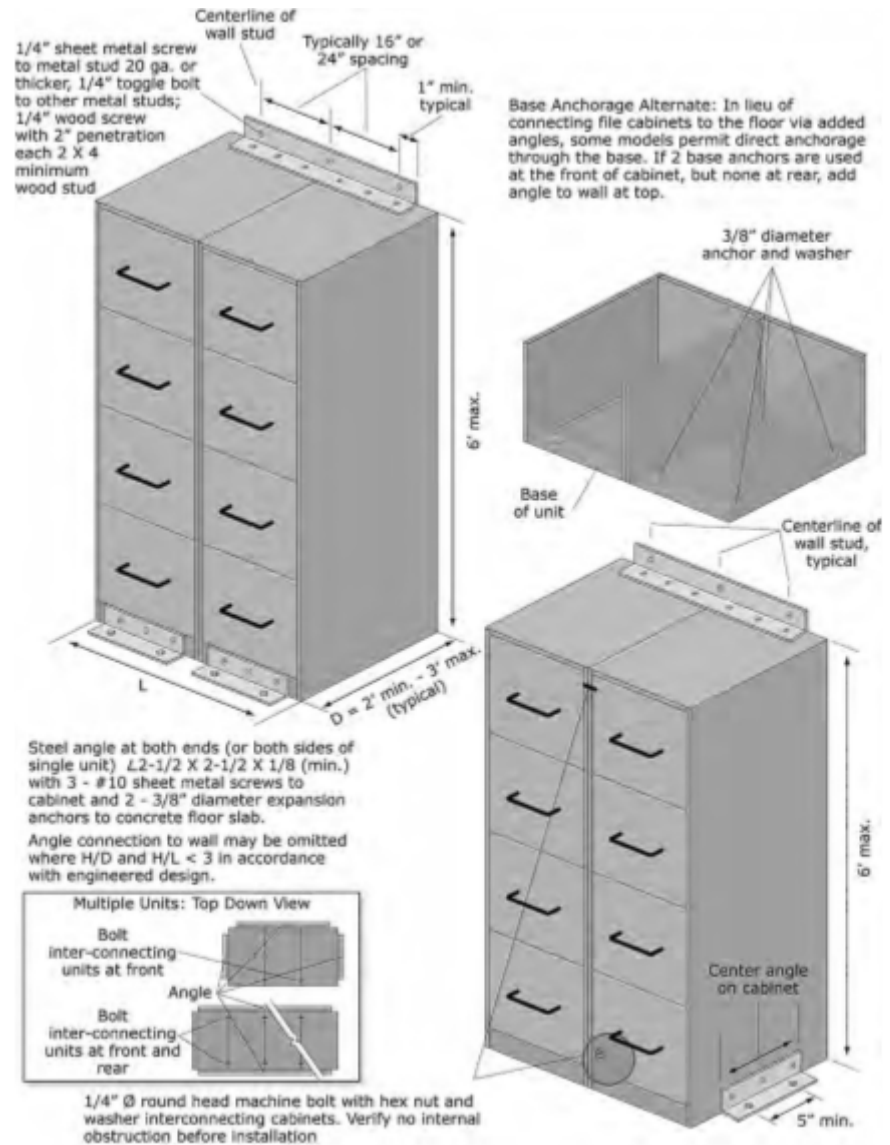 Centerline of
wall stud
Typically 16" or
24" spacing
1/4" sheet metal screw
to metal stud 20 ga. or
thicker, 1/4" toggle bolt
to other metal studs;
1/4" wood screw
with 2" penetration
each 2 X 4
minimum
wood stud
1" min.
typical
Base Anchorage Alternate: In lieu of
connecting file cabinets to the floor via added
angles, some models permit direct anchorage
through the base. If 2 base anchors are used
at the front of cabinet, but none at rear, add
angle to wall at top.
3/8" diameter
anchor and washer
6' max.
Base
of unit
Centerline of
wall stud,
typical
L
D = 2' min. - 3' max.
(typical)
Steel angle at both ends (or both sides of
single unit) ∠2-1/2 X 2-1/2 X 1/8 (min.)
with 3 - #10 sheet metal screws to
cabinet and 2 - 3/8" diameter expansion
anchors to concrete floor slab.
Angle connection to wall may be omitted
where H/D and H/L < 3 in accordance
with engineered design.
6' max.
Multiple Units: Top Down View
Bolt
inter-connecting
units at front
Angle
Bolt
inter-connecting
units at front and
rear
Center angle
on cabinet
5" min.
1/4" Ø round head machine bolt with hex nut and
washer interconnecting cabinets. Verify no internal
obstruction before installation